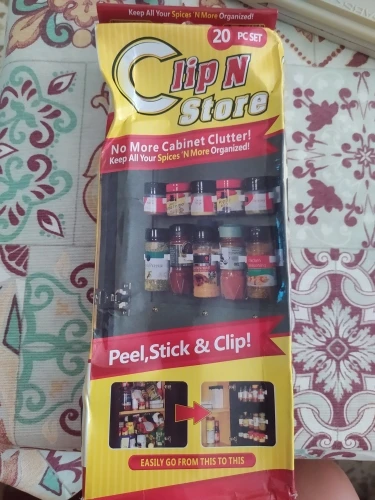 Keep All Your Spices 'N More Organized!
20 PC SET
Clip N
Store
No More Cabinet Clutter!
Keep All Your Spices 'N More Organized!
Peel,Stick & Clip!
EASILY GO FROM THIS TO THIS